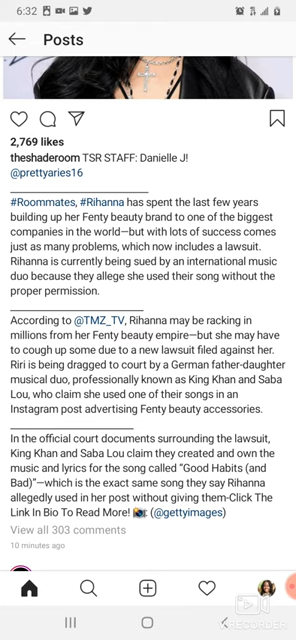 6:32
Posts
2,769 likes
theshaderoom TSR STAFF: Danielle J!
@prettyaries16
#Roommates, #Rihanna has spent the last few years
building up her Fenty beauty brand to one of the biggest
companies in the world—but with lots of success comes
just as many problems, which now includes a lawsuit.
Rihanna is currently being sued by an international music
duo because they allege she used their song without the
proper permission.
According to @TMZ_TV, Rihanna may be racking in
millions from her Fenty beauty empire—but she may have
to cough up some due to a new lawsuit filed against her.
Riri is being dragged to court by a German father-daughter
musical duo, professionally known as King Khan and Saba
Lou, who claim she used one of their songs in an
Instagram post advertising Fenty beauty accessories.
In the official court documents surrounding the lawsuit,
King Khan and Saba Lou claim they created and own the
music and lyrics for the song called “Good Habits (and
Bad)”—which is the exact same song they say Rihanna
allegedly used in her post without giving them-Click The
Link In Bio To Read More! 📸: (@gettyimages)
View all 303 comments
10 minutes ago
RECORDER